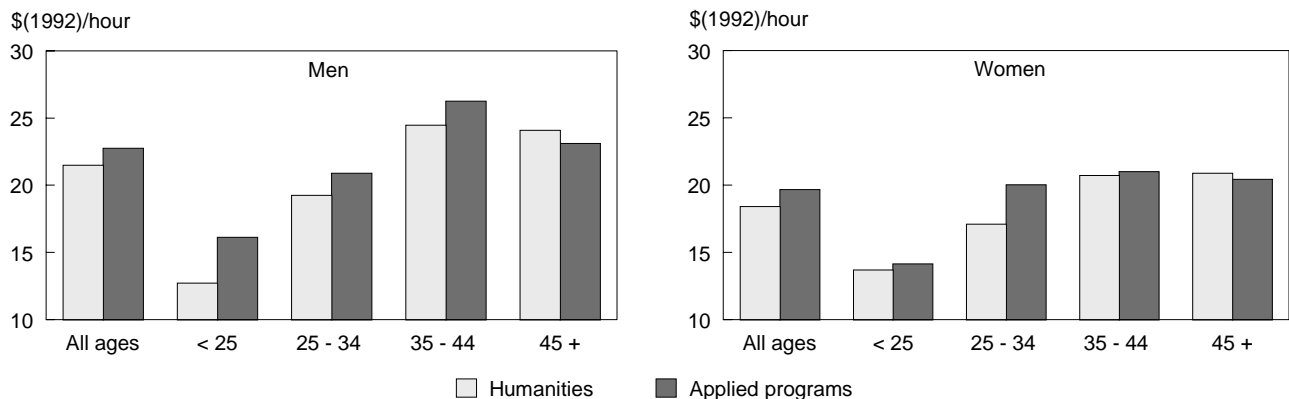 $(1992)/hour
30
25
20
15
10
Men
All ages
< 25
25 - 34
35 - 44
45 +
$(1992)/hour
30
25
20
15
10
Women
All ages
< 25
25 - 34
35 - 44
45 +
Humanities
Applied programs